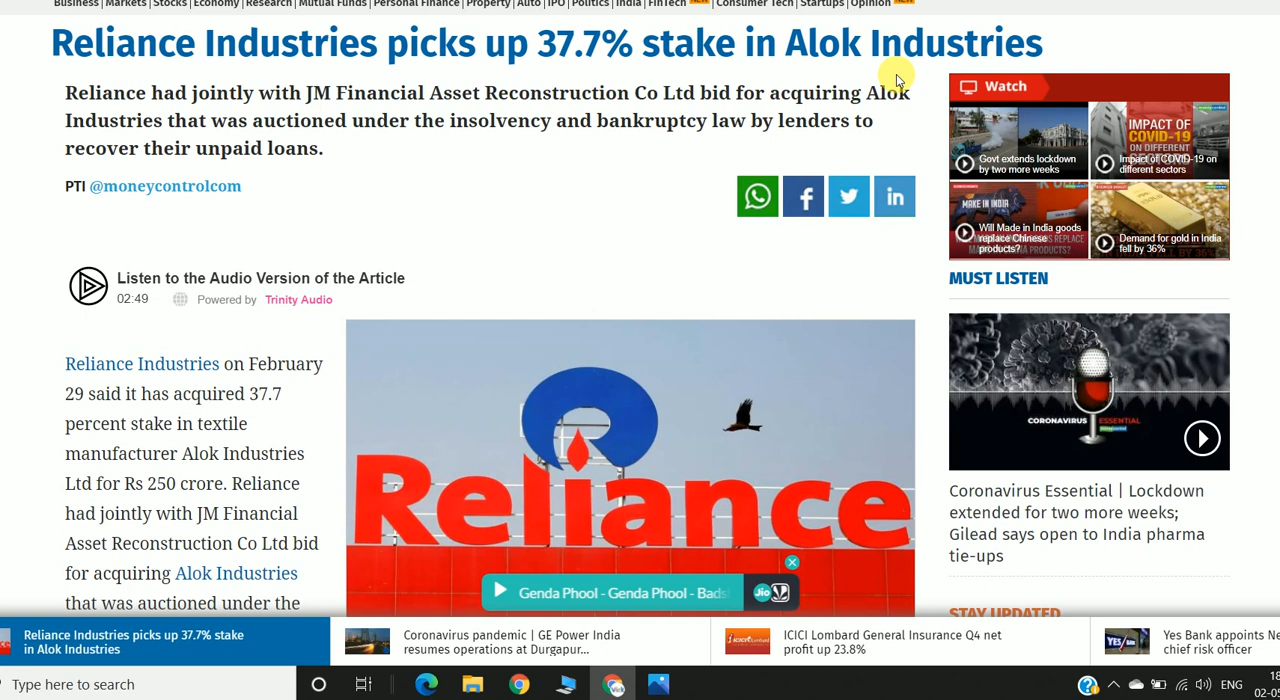 Business | Markets | Stocks | Economy | Research | Mutual Funds | Personal Finance | Property | Auto | IPO | Politics | India | FinTech NEW | Consumer Tech | Startups | Opinion NEW
Reliance Industries picks up 37.7% stake in Alok Industries
Reliance had jointly with JM Financial Asset Reconstruction Co Ltd bid for acquiring Alok
Industries that was auctioned under the insolvency and bankruptcy law by lenders to
recover their unpaid loans.
PTI @moneycontrolcom
Listen to the Audio Version of the Article
02:49 Powered by Trinity Audio
Reliance Industries on February
29 said it has acquired 37.7
percent stake in textile
manufacturer Alok Industries
Ltd for Rs 250 crore. Reliance
had jointly with JM Financial
Asset Reconstruction Co Ltd bid
for acquiring Alok Industries
that was auctioned under the
Reliance
Genda Phool - Genda Phool - Bads
Jio
Watch
Govt extends lockdown
by two more weeks
IMPACT OF
COVID-19
ON DIFFERENT
Impact of COVID-19 on
different sectors
MAKE IN INDIA
Will Made in India goods
replace Chinese
products?
Demand for gold in India
fell by 36%
MUST LISTEN
CORONAVIRUS ESSENTIAL
Coronavirus Essential | Lockdown
extended for two more weeks;
Gilead says open to India pharma
tie-ups
STAY UPDATED
Reliance Industries picks up 37.7% stake
in Alok Industries
Coronavirus pandemic | GE Power India
resumes operations at Durgapur...
ICICI Lombard General Insurance Q4 net
profit up 23.8%
YES
Yes Bank appoints Ne
chief risk officer
Type here to search
ENG